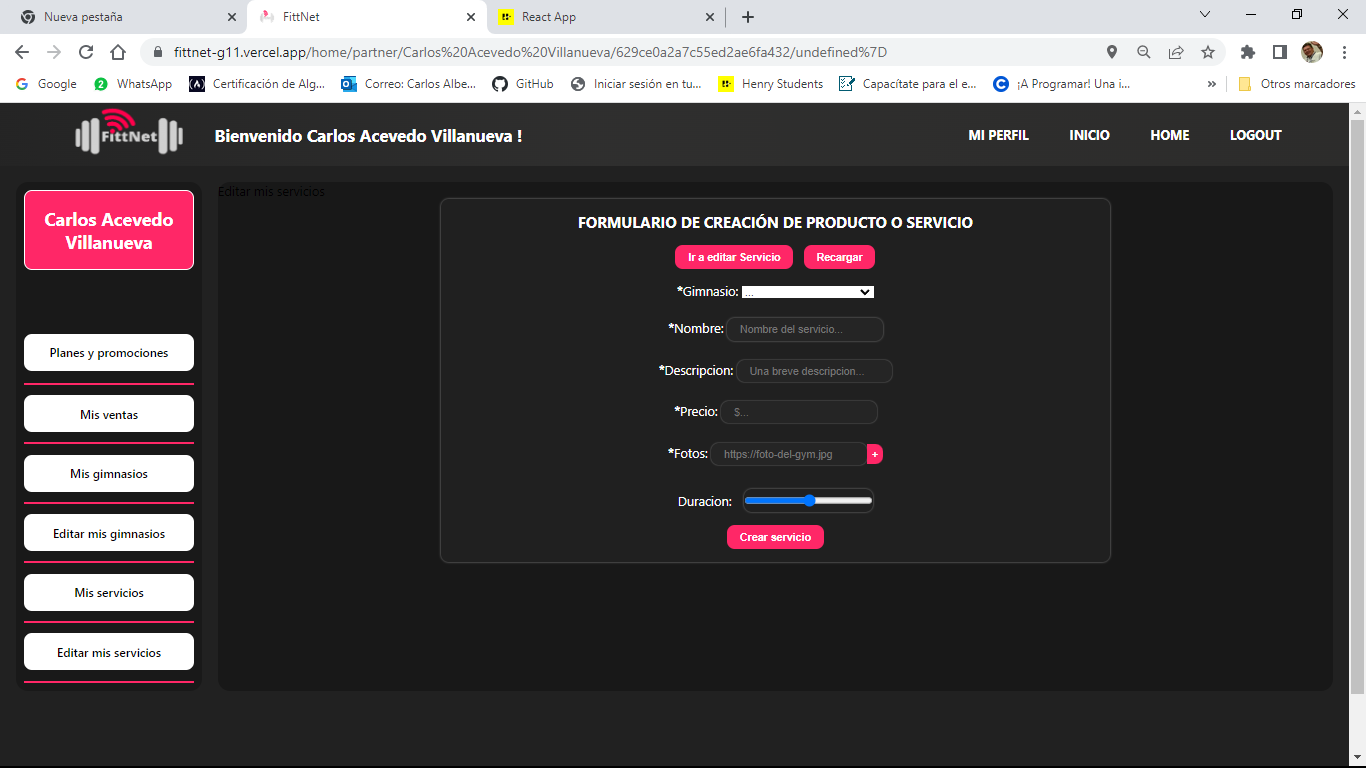 Nueva pestaña
FittNet
React App
fittnet-g11.vercel.app/home/partner/Carlos%20Acevedo%20Villanueva/629ce0a2a7c55ed2ae6fa432/undefined%7D
Google
WhatsApp
Certificación de Alg...
Correo: Carlos Albe...
GitHub
Iniciar sesión en tu...
Henry Students
Capacítate para el e...
¡A Programar! Una i...
»
Otros marcadores
FittNet
Bienvenido Carlos Acevedo Villanueva !
MI PERFIL
INICIO
HOME
LOGOUT
Carlos Acevedo
Villanueva
Planes y promociones
Mis ventas
Mis gimnasios
Editar mis gimnasios
Mis servicios
Editar mis servicios
Editar mis servicios
FORMULARIO DE CREACIÓN DE PRODUCTO O SERVICIO
Ir a editar Servicio
Recargar
*Gimnasio: ...
*Nombre: Nombre del servicio...
*Descripcion: Una breve descripcion...
*Precio: $...
*Fotos: https://foto-del-gym.jpg +
Duracion:
Crear servicio